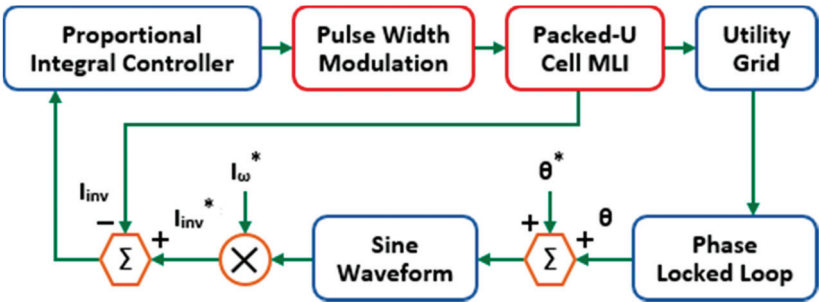 Proportional
Integral Controller
Pulse Width
Modulation
Packed-U
Cell MLI
Utility
Grid
Iω*
θ*
Iinv
Iinv*
θ
−
+
+
+
Σ
×
Sine
Waveform
Σ
Phase
Locked Loop